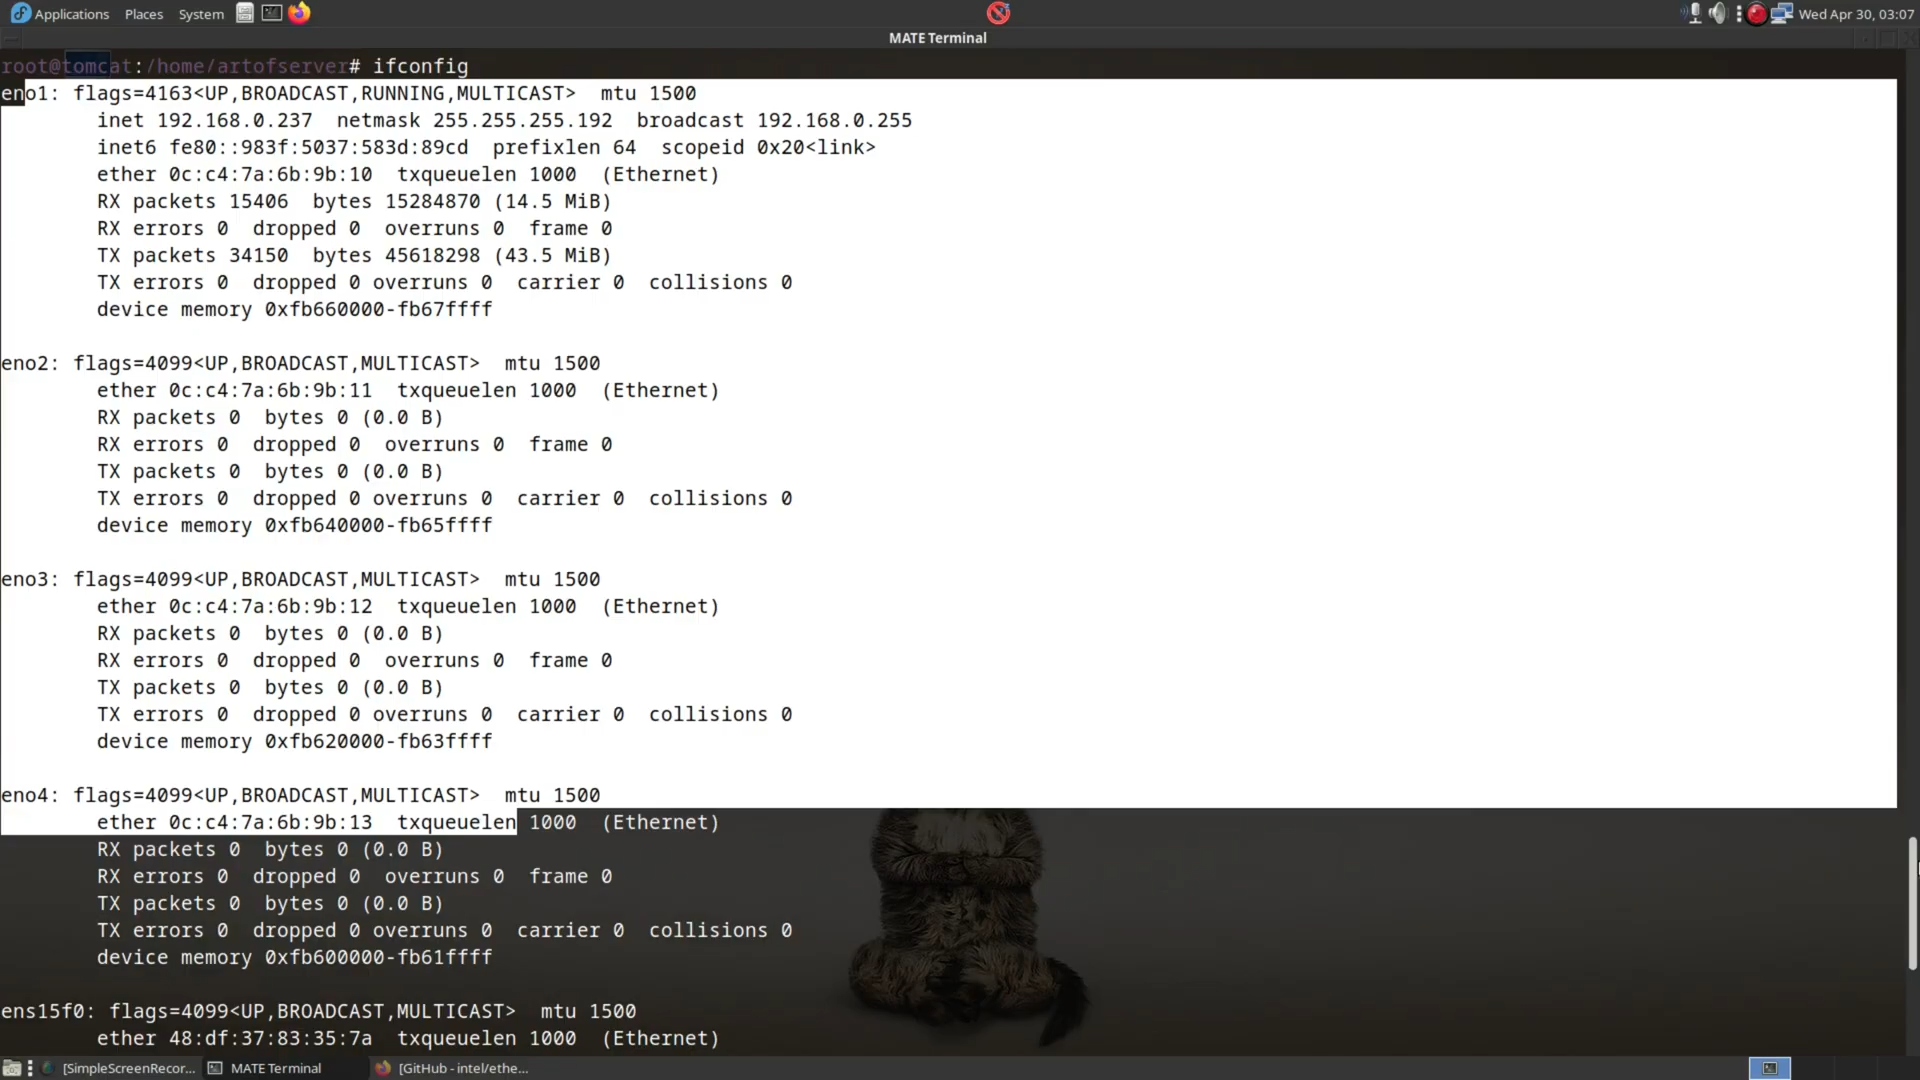 Applications Places System Wed Apr 30, 03:07
MATE Terminal
root@tomcat:/home/artofserver# ifconfig
eno1: flags=4163<UP,BROADCAST,RUNNING,MULTICAST>  mtu 1500
inet 192.168.0.237  netmask 255.255.255.192  broadcast 192.168.0.255
inet6 fe80::983f:5037:583d:89cd  prefixlen 64  scopeid 0x20<link>
ether 0c:c4:7a:6b:9b:10  txqueuelen 1000  (Ethernet)
RX packets 15406  bytes 15284870 (14.5 MiB)
RX errors 0  dropped 0  overruns 0  frame 0
TX packets 34150  bytes 45618298 (43.5 MiB)
TX errors 0  dropped 0 overruns 0  carrier 0  collisions 0
device memory 0xfb660000-fb67ffff
eno2: flags=4099<UP,BROADCAST,MULTICAST>  mtu 1500
ether 0c:c4:7a:6b:9b:11  txqueuelen 1000  (Ethernet)
RX packets 0  bytes 0 (0.0 B)
RX errors 0  dropped 0  overruns 0  frame 0
TX packets 0  bytes 0 (0.0 B)
TX errors 0  dropped 0 overruns 0  carrier 0  collisions 0
device memory 0xfb640000-fb65ffff
eno3: flags=4099<UP,BROADCAST,MULTICAST>  mtu 1500
ether 0c:c4:7a:6b:9b:12  txqueuelen 1000  (Ethernet)
RX packets 0  bytes 0 (0.0 B)
RX errors 0  dropped 0  overruns 0  frame 0
TX packets 0  bytes 0 (0.0 B)
TX errors 0  dropped 0 overruns 0  carrier 0  collisions 0
device memory 0xfb620000-fb63ffff
eno4: flags=4099<UP,BROADCAST,MULTICAST>  mtu 1500
ether 0c:c4:7a:6b:9b:13  txqueuelen 1000  (Ethernet)
RX packets 0  bytes 0 (0.0 B)
RX errors 0  dropped 0  overruns 0  frame 0
TX packets 0  bytes 0 (0.0 B)
TX errors 0  dropped 0 overruns 0  carrier 0  collisions 0
device memory 0xfb600000-fb61ffff
ens15f0: flags=4099<UP,BROADCAST,MULTICAST>  mtu 1500
ether 48:df:37:83:35:7a  txqueuelen 1000  (Ethernet)
[SimpleScreenRecor... MATE Terminal [GitHub - intel/ethe...